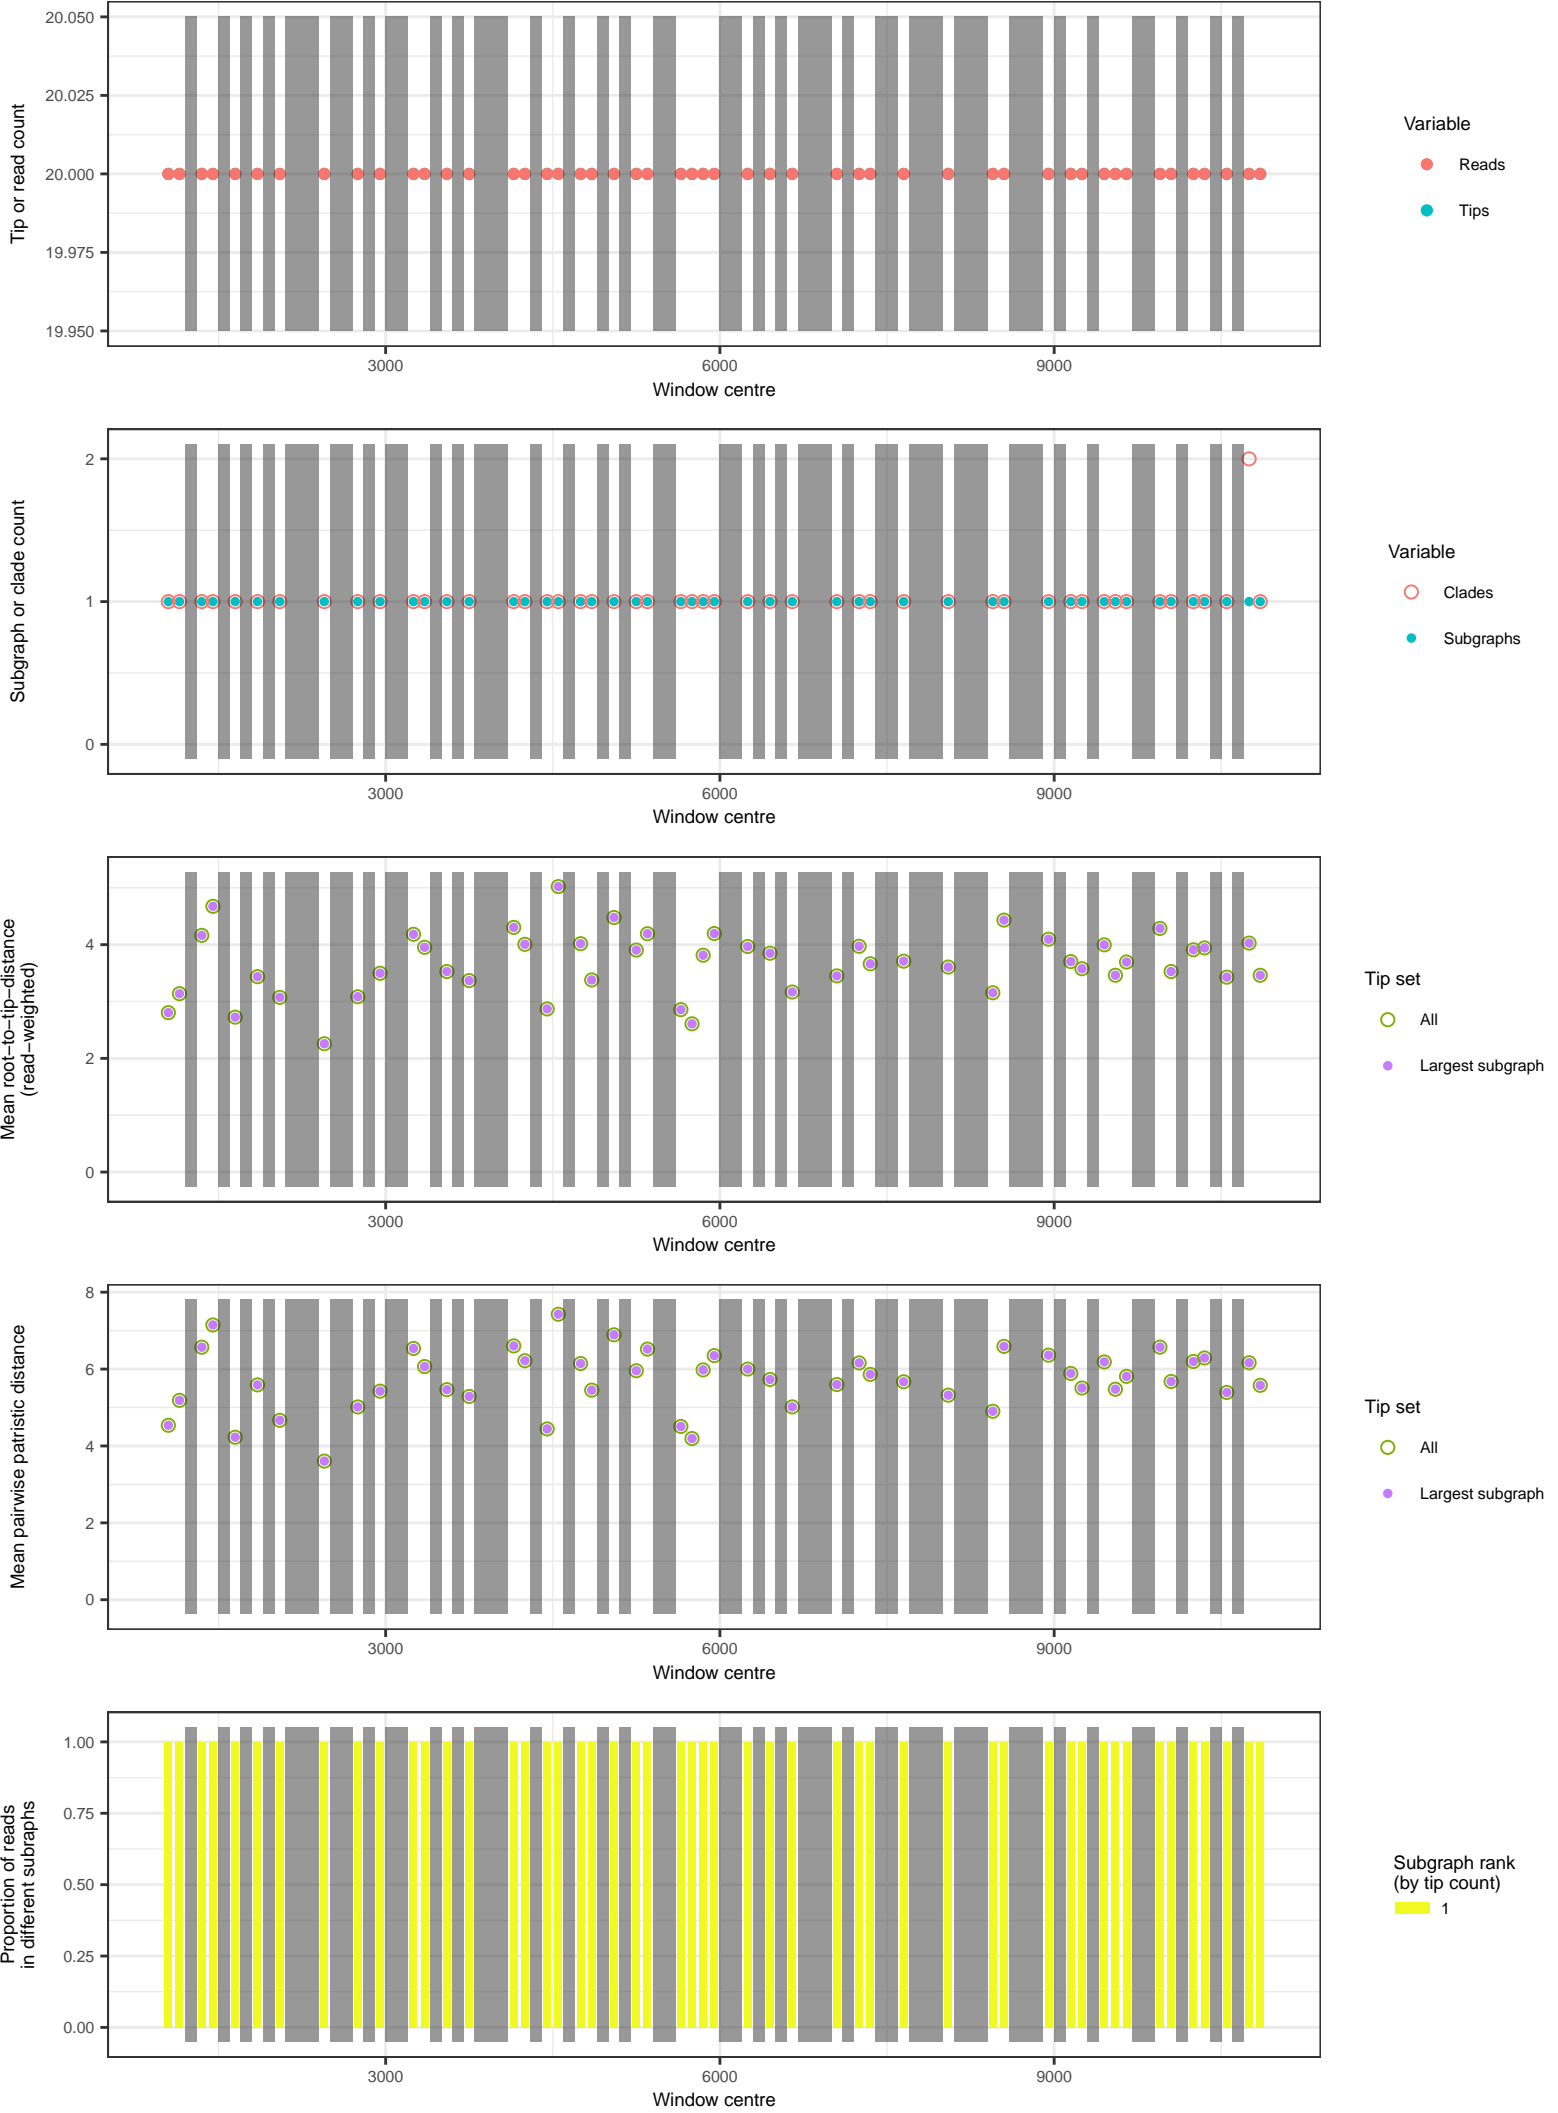 20.050
20.025
20.000
19.975
19.950
Tip or read count
3000 6000 9000
Window centre
Variable
Reads
Tips
2
1
0
Subgraph or clade count
3000 6000 9000
Window centre
Variable
Clades
Subgraphs
4
2
0
Mean root−to−tip−distance
(read−weighted)
3000 6000 9000
Window centre
Tip set
All
Largest subgraph
8
6
4
2
0
Mean pairwise patristic distance
3000 6000 9000
Window centre
Tip set
All
Largest subgraph
1.00
0.75
0.50
0.25
0.00
Proportion of reads
in different subraphs
3000 6000 9000
Window centre
Subgraph rank
(by tip count)
1